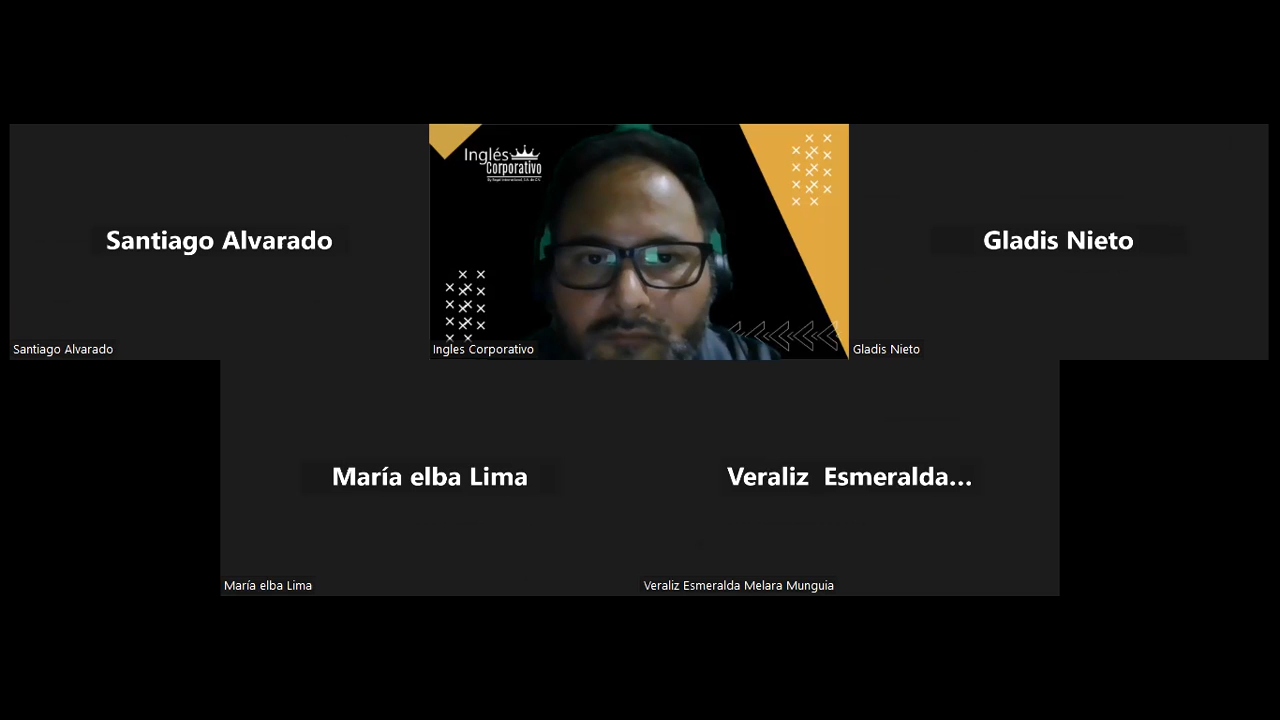 Santiago Alvarado
Santiago Alvarado
Inglés
Corporativo
Ingles Corporativo
Gladis Nieto
Gladis Nieto
María elba Lima
María elba Lima
Veraliz Esmeralda...
Veraliz Esmeralda Melara Munguia